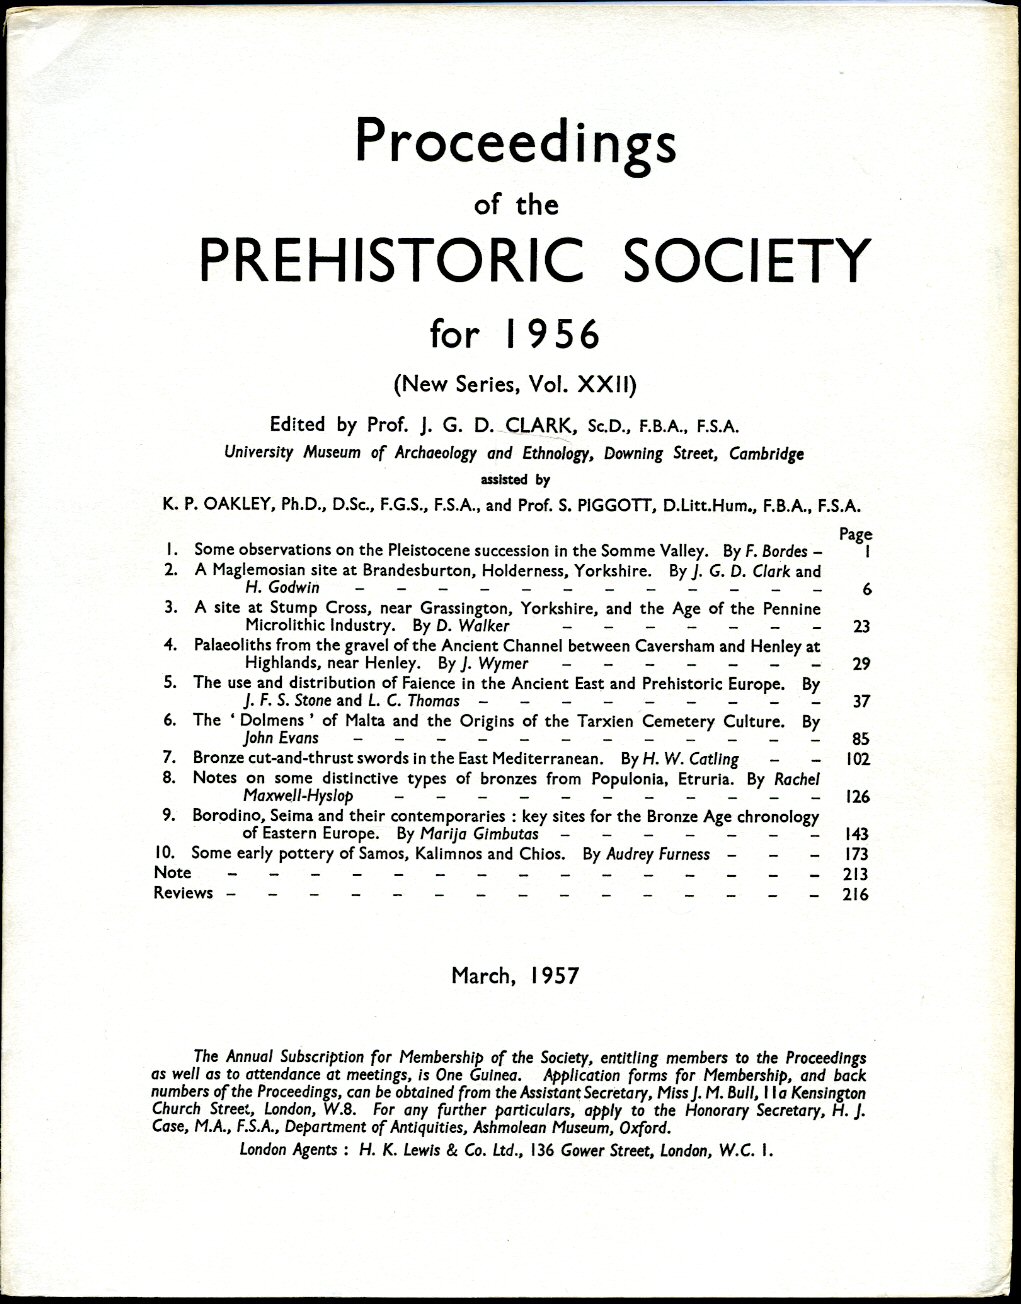 Proceedings
of the
PREHISTORIC SOCIETY
for 1956
(New Series, Vol. XXII)
Edited by Prof. J. G. D. CLARK, Sc.D., F.B.A., F.S.A.
University Museum of Archaeology and Ethnology, Downing Street, Cambridge
assisted by
K. P. OAKLEY, Ph.D., D.Sc., F.G.S., F.S.A., and Prof. S. PIGGOTT, D.Litt.Hum., F.B.A., F.S.A.
Page
1. Some observations on the Pleistocene succession in the Somme Valley. By F. Bordes – 1
2. A Maglemosian site at Brandesburton, Holderness, Yorkshire. By J. G. D. Clark and
H. Godwin – – – – – – – – – – – – 6
3. A site at Stump Cross, near Grassington, Yorkshire, and the Age of the Pennine
Microlithic Industry. By D. Walker – – – – – – – 23
4. Palaeoliths from the gravel of the Ancient Channel between Caversham and Henley at
Highlands, near Henley. By J. Wymer – – – – – – – 29
5. The use and distribution of Faience in the Ancient East and Prehistoric Europe. By
J. F. S. Stone and L. C. Thomas – – – – – – – – – 37
6. The ‘ Dolmens ’ of Malta and the Origins of the Tarxien Cemetery Culture. By
John Evans – – – – – – – – – – – – 85
7. Bronze cut-and-thrust swords in the East Mediterranean. By H. W. Catling – – 102
8. Notes on some distinctive types of bronzes from Populonia, Etruria. By Rachel
Maxwell-Hyslop – – – – – – – – – – – 126
9. Borodino, Seima and their contemporaries : key sites for the Bronze Age chronology
of Eastern Europe. By Marija Gimbutas – – – – – – – 143
10. Some early pottery of Samos, Kalimnos and Chios. By Audrey Furness – – – 173
Note – – – – – – – – – – – – – – – 213
Reviews – – – – – – – – – – – – – – – 216
March, 1957
The Annual Subscription for Membership of the Society, entitling members to the Proceedings
as well as to attendance at meetings, is One Guinea. Application forms for Membership, and back
numbers of the Proceedings, can be obtained from the Assistant Secretary, Miss J. M. Bull, 11a Kensington
Church Street, London, W.8. For any further particulars, apply to the Honorary Secretary, H. J.
Case, M.A., F.S.A., Department of Antiquities, Ashmolean Museum, Oxford.
London Agents : H. K. Lewis & Co. Ltd., 136 Gower Street, London, W.C. 1.